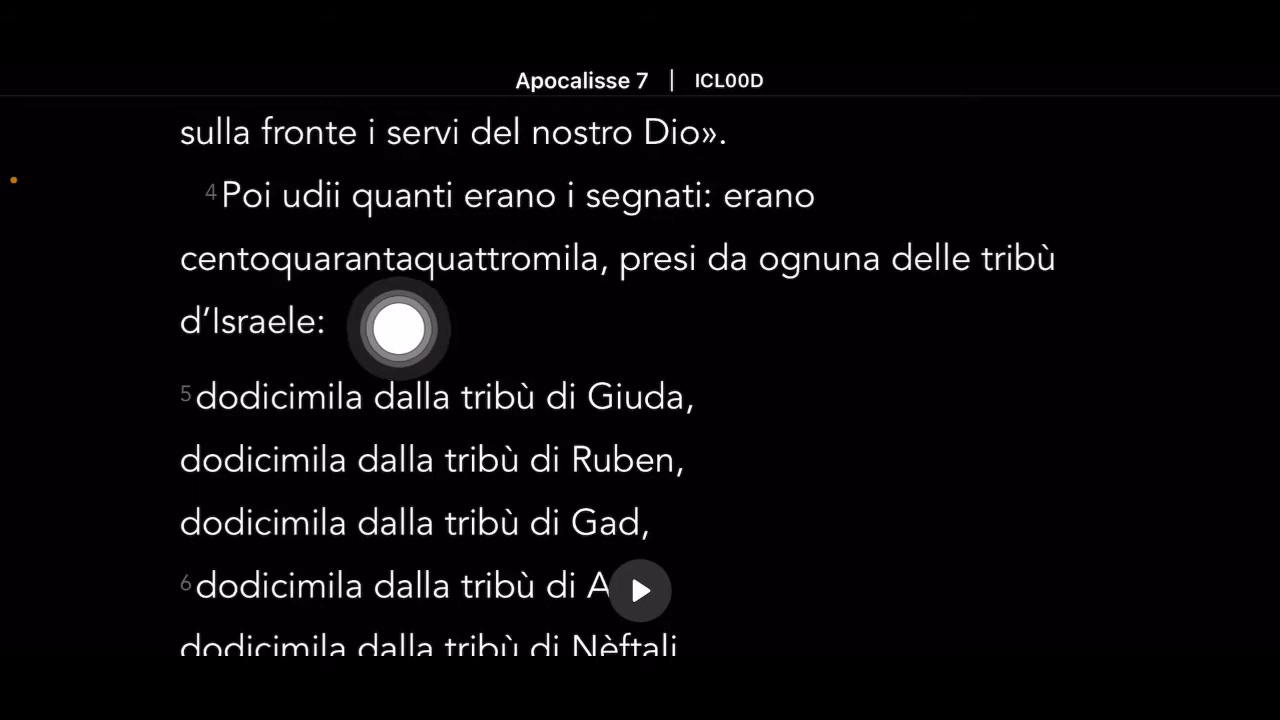 Apocalisse 7 | ICL00D
sulla fronte i servi del nostro Dio».
4 Poi udii quanti erano i segnati: erano
centoquarantaquattromila, presi da ognuna delle tribù
d’Israele:
5 dodicimila dalla tribù di Giuda,
dodicimila dalla tribù di Ruben,
dodicimila dalla tribù di Gad,
6 dodicimila dalla tribù di
dodicimila dalla tribù di Nèftali